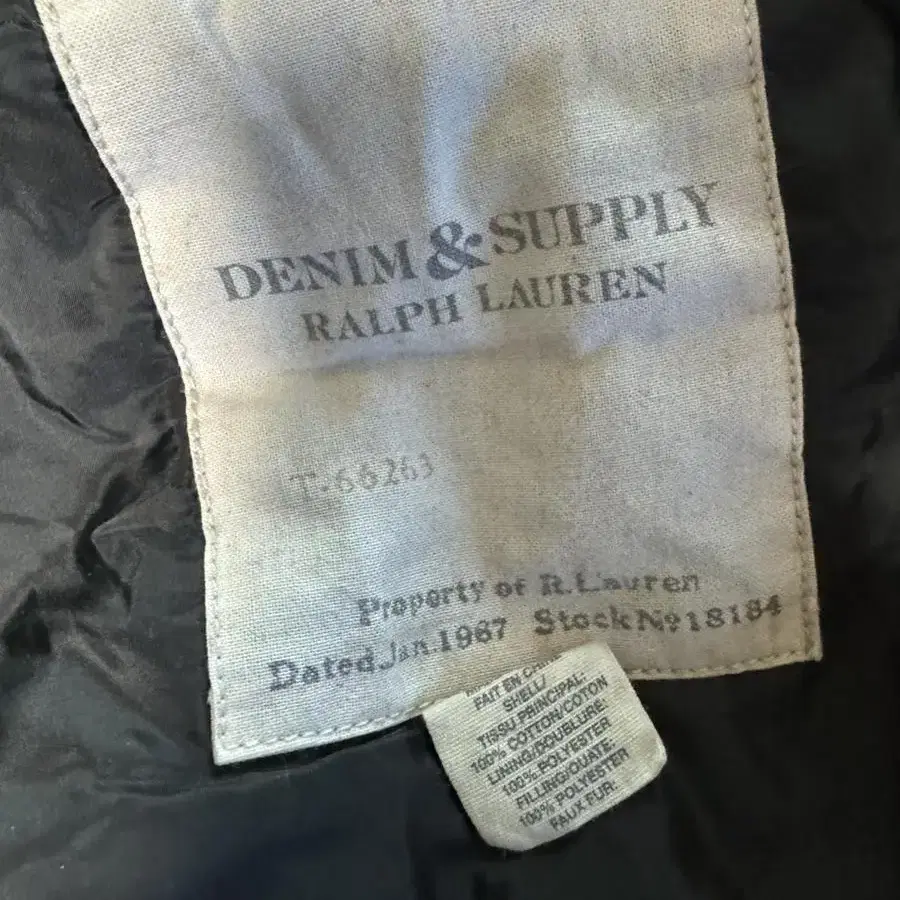 DENIM & SUPPLY
RALPH LAUREN
T-66263
Property of R.Lauren
Dated Jan.1967 Stock No 18184
FAIT EN CHINE
SHELL/
TISSU PRINCIPAL:
100% COTTON/COTON
LINING/DOUBLURE:
100% POLYESTER
FILLING/OUATE:
100% POLYESTER
FAUX FUR: